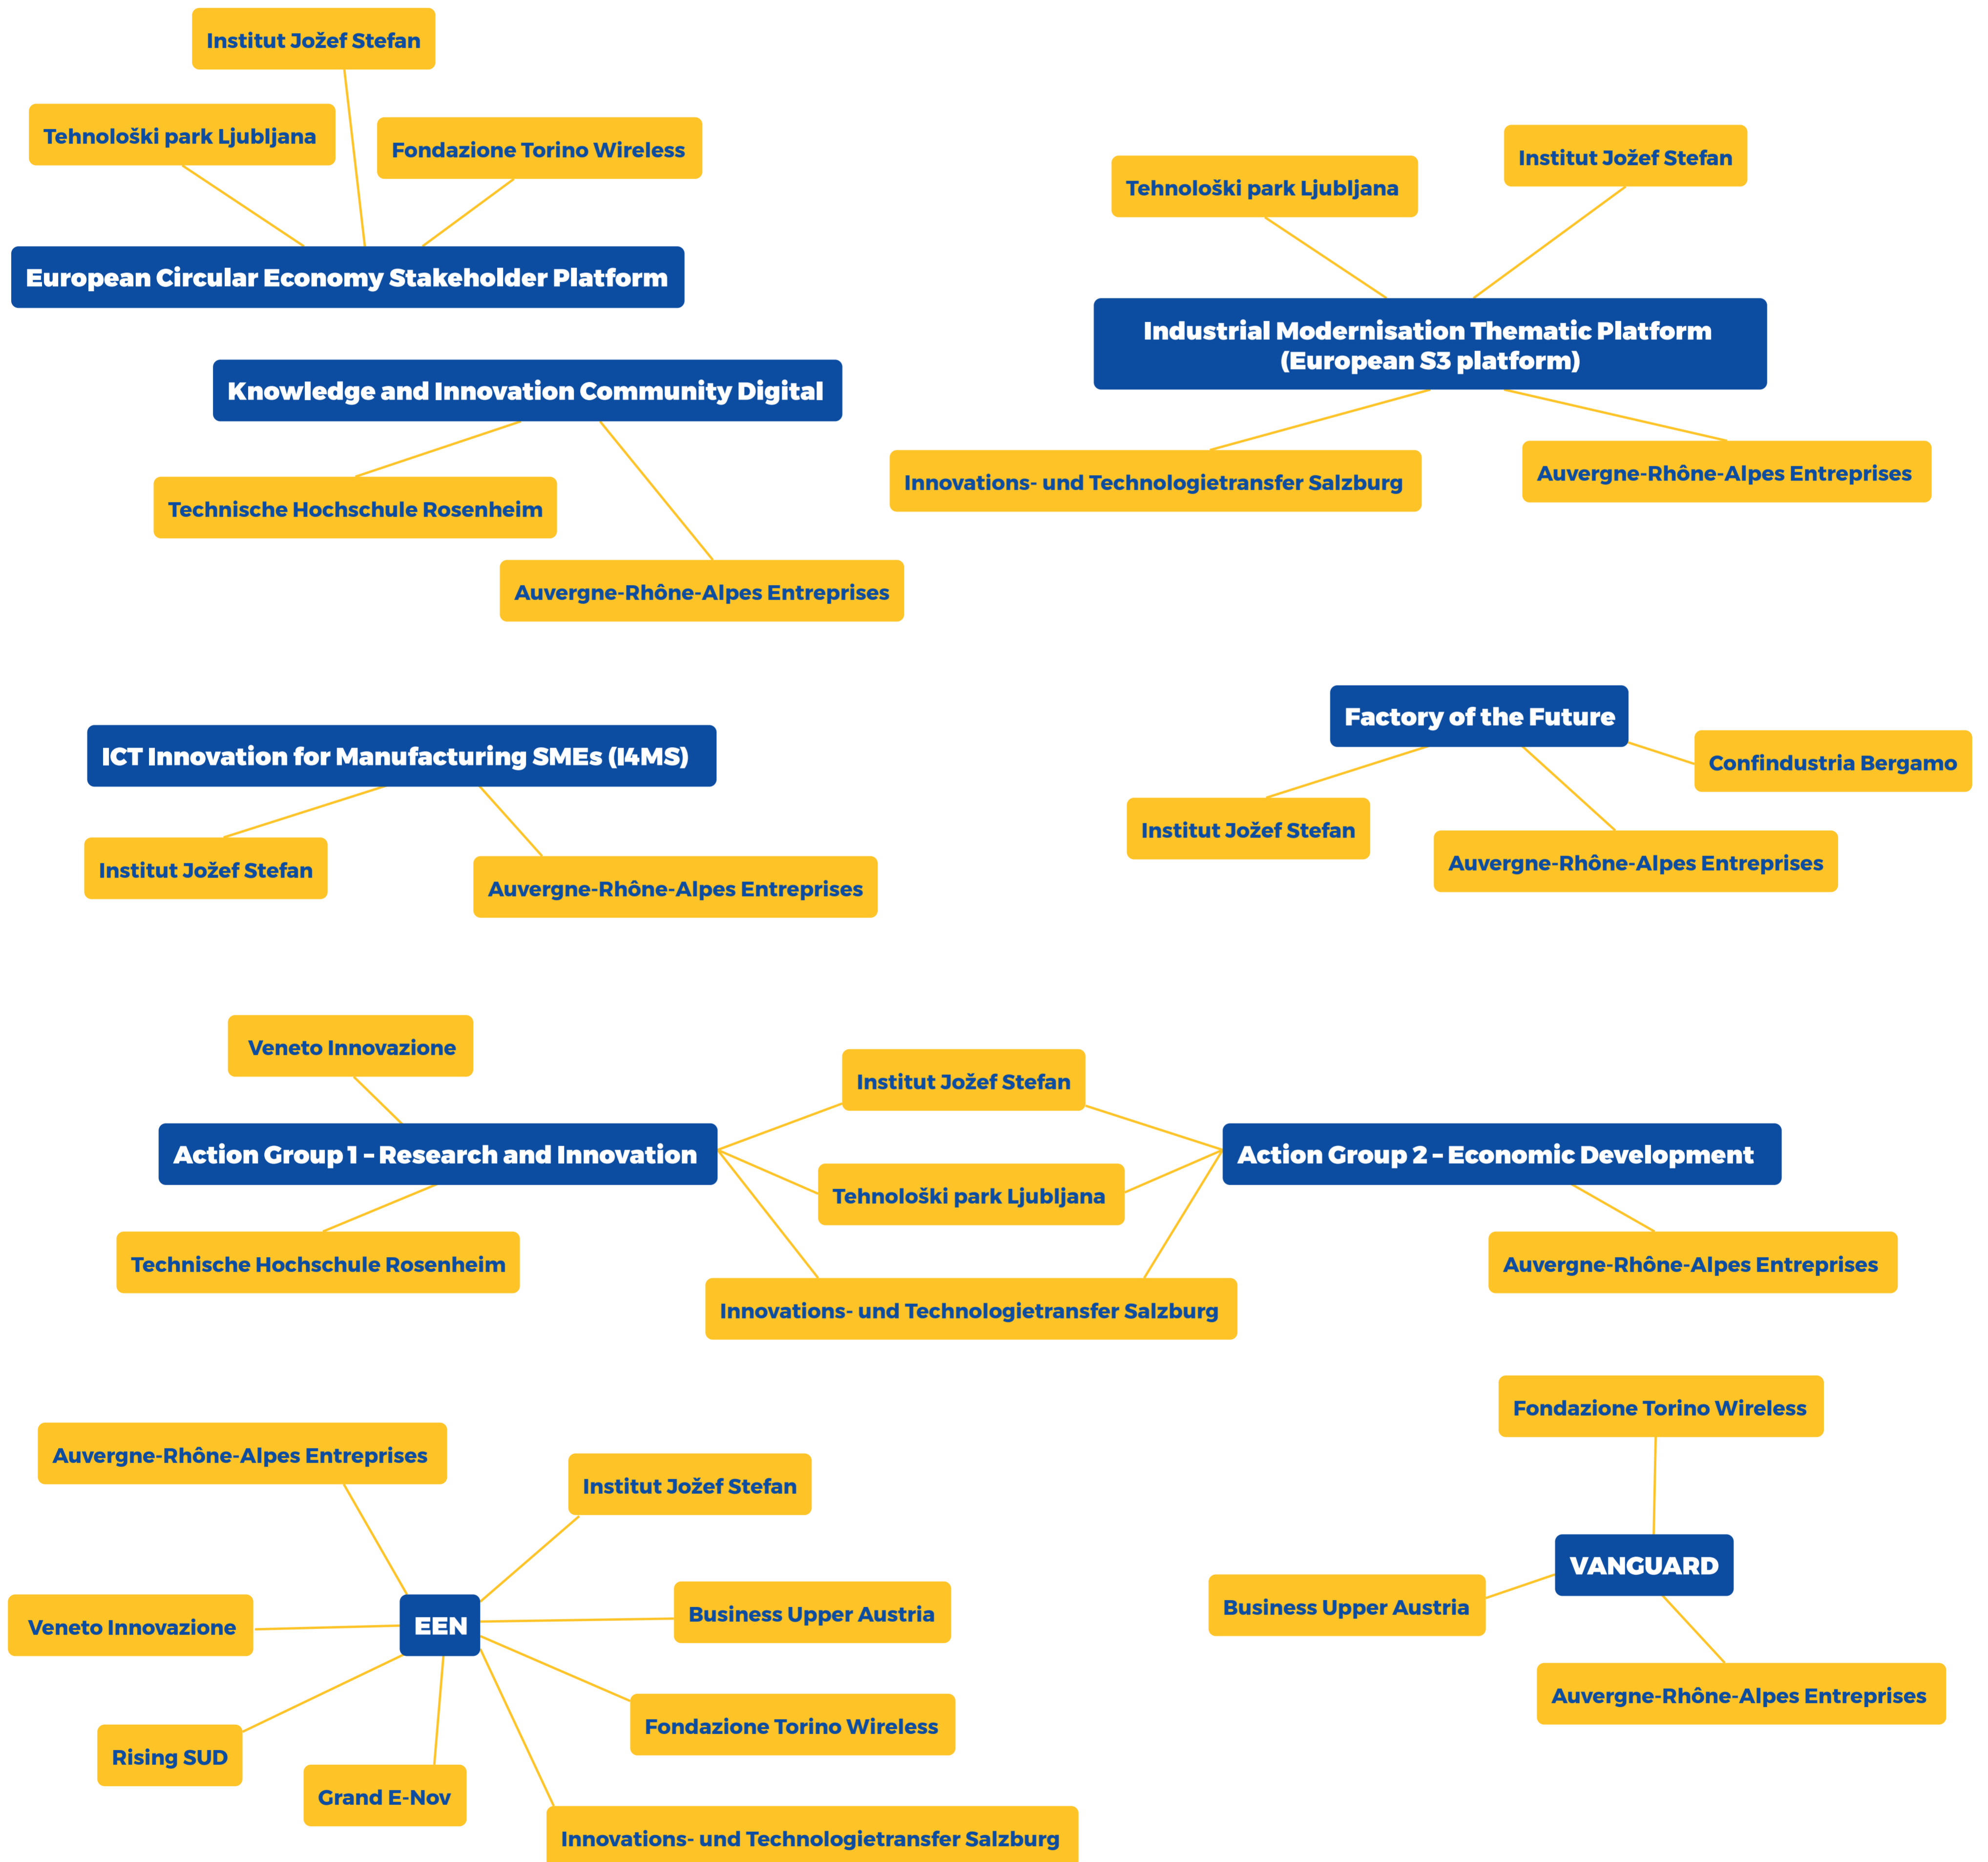 Institut Jožef Stefan
Tehnološki park Ljubljana
Fondazione Torino Wireless
European Circular Economy Stakeholder Platform
Institut Jožef Stefan
Tehnološki park Ljubljana
Industrial Modernisation Thematic Platform
(European S3 platform)
Innovations- und Technologietransfer Salzburg
Auvergne-Rhône-Alpes Entreprises
Knowledge and Innovation Community Digital
Technische Hochschule Rosenheim
Auvergne-Rhône-Alpes Entreprises
ICT Innovation for Manufacturing SMEs (I4MS)
Institut Jožef Stefan
Auvergne-Rhône-Alpes Entreprises
Factory of the Future
Confindustria Bergamo
Institut Jožef Stefan
Auvergne-Rhône-Alpes Entreprises
Veneto Innovazione
Action Group 1 – Research and Innovation
Technische Hochschule Rosenheim
Institut Jožef Stefan
Tehnološki park Ljubljana
Innovations- und Technologietransfer Salzburg
Action Group 2 – Economic Development
Auvergne-Rhône-Alpes Entreprises
Auvergne-Rhône-Alpes Entreprises
Institut Jožef Stefan
Veneto Innovazione
EEN
Business Upper Austria
Rising SUD
Grand E-Nov
Fondazione Torino Wireless
Innovations- und Technologietransfer Salzburg
Fondazione Torino Wireless
VANGUARD
Business Upper Austria
Auvergne-Rhône-Alpes Entreprises